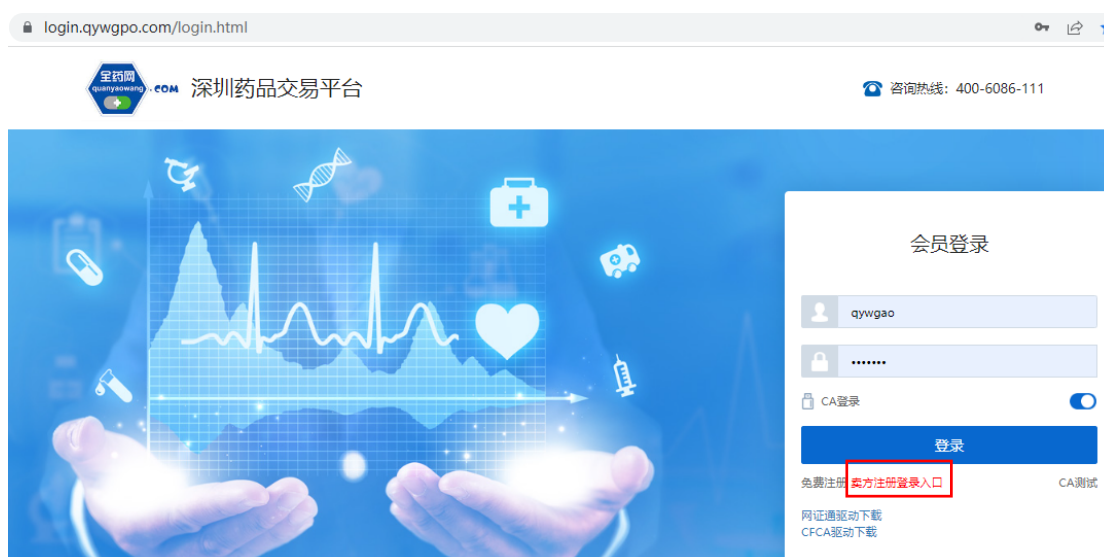 login.qywgpo.com/login.html
全药网
quanyaowang
.COM
深圳药品交易平台
咨询热线：400-6086-111
会员登录
qywgao
•••••••
CA登录
登录
免费注册 卖方注册登录入口 CA测试
网证通驱动下载
CFCA驱动下载